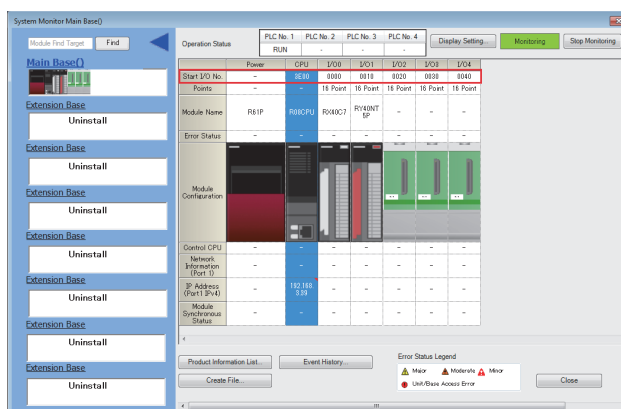 System Monitor Main Base()
Module Find Target Find
Operation Status
PLC No. 1 PLC No. 2 PLC No. 3 PLC No. 4
RUN - - -
Display Setting...
Monitoring
Stop Monitoring
Main Base()
Extension Base
Uninstall
Extension Base
Uninstall
Extension Base
Uninstall
Extension Base
Uninstall
Extension Base
Uninstall
Extension Base
Uninstall
Extension Base
Uninstall
Power CPU I/O0 I/O1 I/O2 I/O3 I/O4
Start I/O No. - 3E00 0000 0010 0020 0030 0040
Points - - 16 Point 16 Point 16 Point 16 Point 16 Point
Module Name R61P R08CPU RX40C7 RY40NT
5P - - -
Error Status - - - - - - -
Module
Configuration
Control CPU - - - - - - -
Network
Information
(Port 1) - - - - - - -
IP Address
(Port1 IPv4) - 192.168
3.39 - - - - -
Module
Synchronous
Status - - - - - - -
Product Information List...
Event History...
Create File...
Error Status Legend
Major Moderate Minor
Unit/Base Access Error
Close